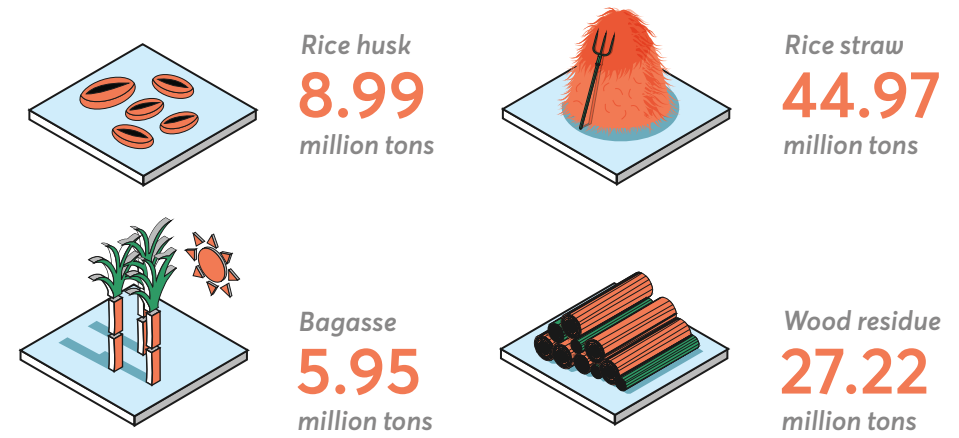 Rice husk
8.99
million tons
Rice straw
44.97
million tons
Bagasse
5.95
million tons
Wood residue
27.22
million tons